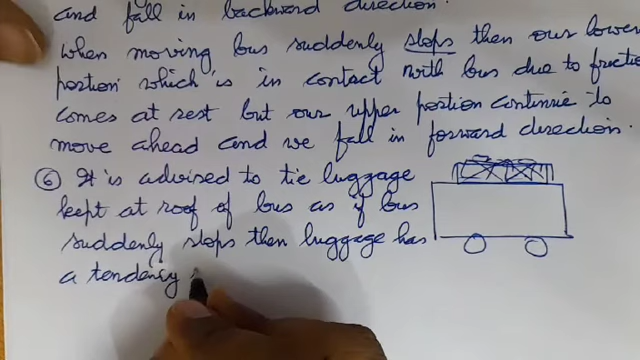 and fall in backward direction.
when moving bus suddenly stops then our lower
portion which is in contact with bus due to friction
comes at rest but our upper portion continue to
move ahead and we fall in forward direction.
⑥ It is advised to tie luggage
kept at roof of bus as if bus
suddenly stops then luggage has
a tendency